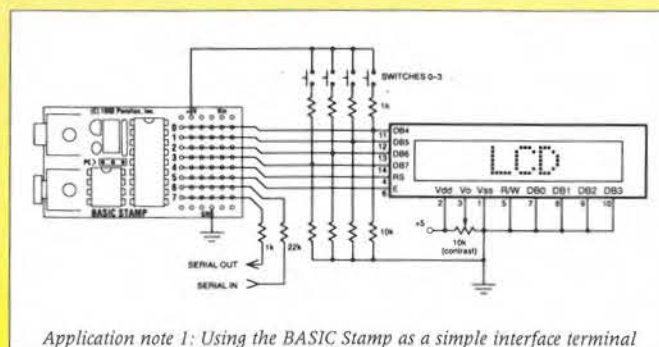 (C) 1992 Parallax, Inc.
+5V
Vin
PC>
0
1
2
3
4
5
6
7
BASIC STAMP
GND
SWITCHES 0-3
1k
11 DB4
12 DB5
13 DB6
14 DB7
4 RS
6 E
LCD
Vdd Vo Vss R/W DB0 DB1 DB2 DB3
2 3 1 5 7 8 9 10
+5
10k
(contrast)
10k
1k 22k
SERIAL OUT
SERIAL IN
Application note 1: Using the BASIC Stamp as a simple interface terminal